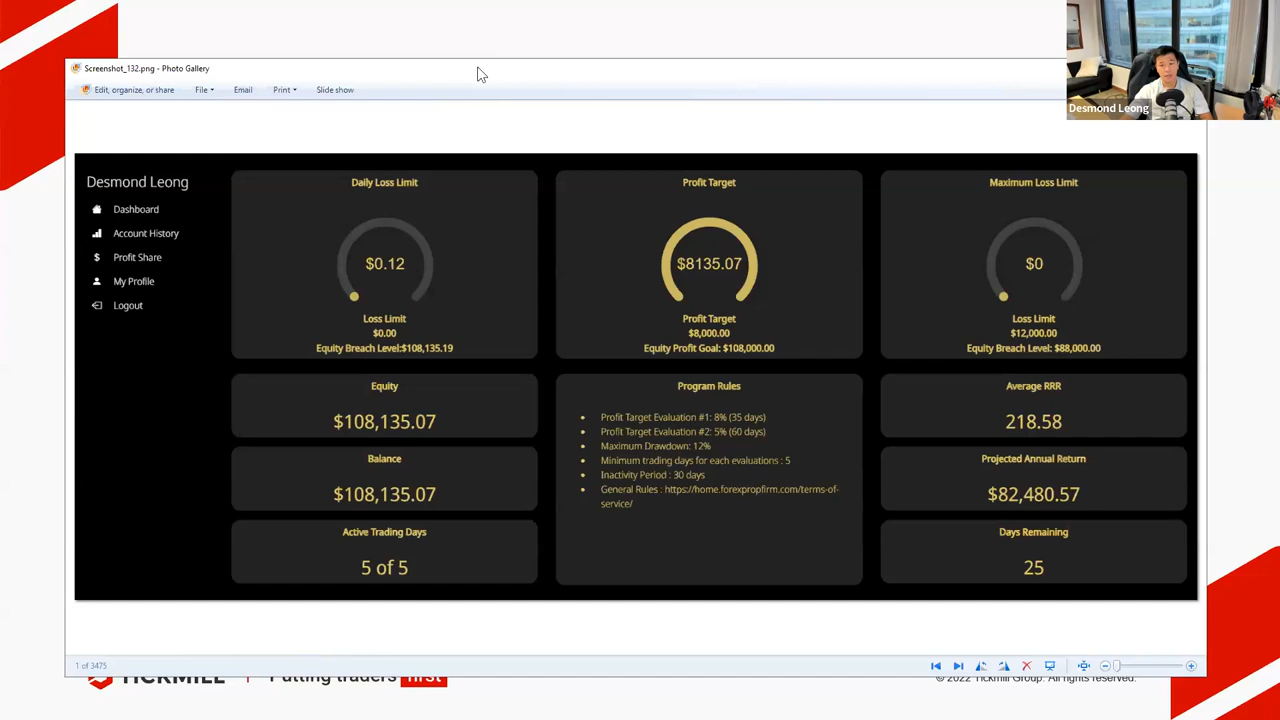 Screenshot_132.png - Photo Gallery
Edit, organize, or share File Email Print Slide show
Desmond Leong
Desmond Leong
Dashboard
Account History
$ Profit Share
My Profile
Logout
Daily Loss Limit
$0.12
Loss Limit
$0.00
Equity Breach Level:$108,135.19
Profit Target
$8135.07
Profit Target
$8,000.00
Equity Profit Goal: $108,000.00
Maximum Loss Limit
$0
Loss Limit
$12,000.00
Equity Breach Level: $88,000.00
Equity
$108,135.07
Balance
$108,135.07
Active Trading Days
5 of 5
Program Rules
• Profit Target Evaluation #1: 8% (35 days)
• Profit Target Evaluation #2: 5% (60 days)
• Maximum Drawdown: 12%
• Minimum trading days for each evaluations : 5
• Inactivity Period : 30 days
• General Rules : https://home.forexpropfirm.com/terms-of-
service/
Average RRR
218.58
Projected Annual Return
$82,480.57
Days Remaining
25
1 of 3475
TICKMILL | Putting traders first
© 2022 Tickmill Group. All rights reserved.